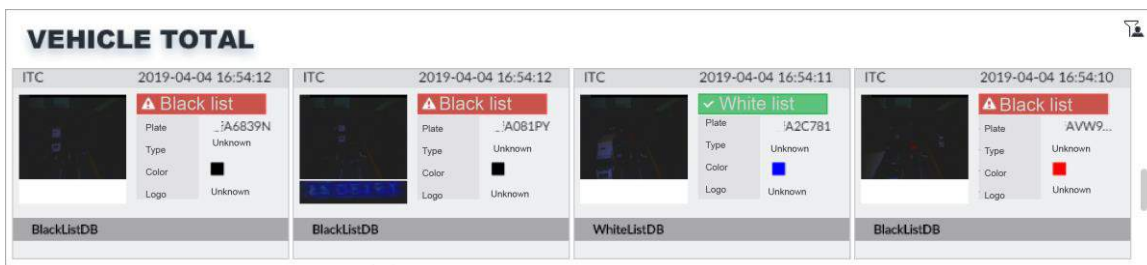 VEHICLE TOTAL
ITC 2019-04-04 16:54:12
Black list
Plate A6839N
Type Unknown
Color
Logo Unknown
BlackListDB
ITC 2019-04-04 16:54:12
Black list
Plate A081PY
Type Unknown
Color
Logo Unknown
BlackListDB
ITC 2019-04-04 16:54:11
White list
Plate A2C781
Type Unknown
Color
Logo Unknown
WhiteListDB
ITC 2019-04-04 16:54:10
Black list
Plate AVW9...
Type Unknown
Color
Logo Unknown
BlackListDB